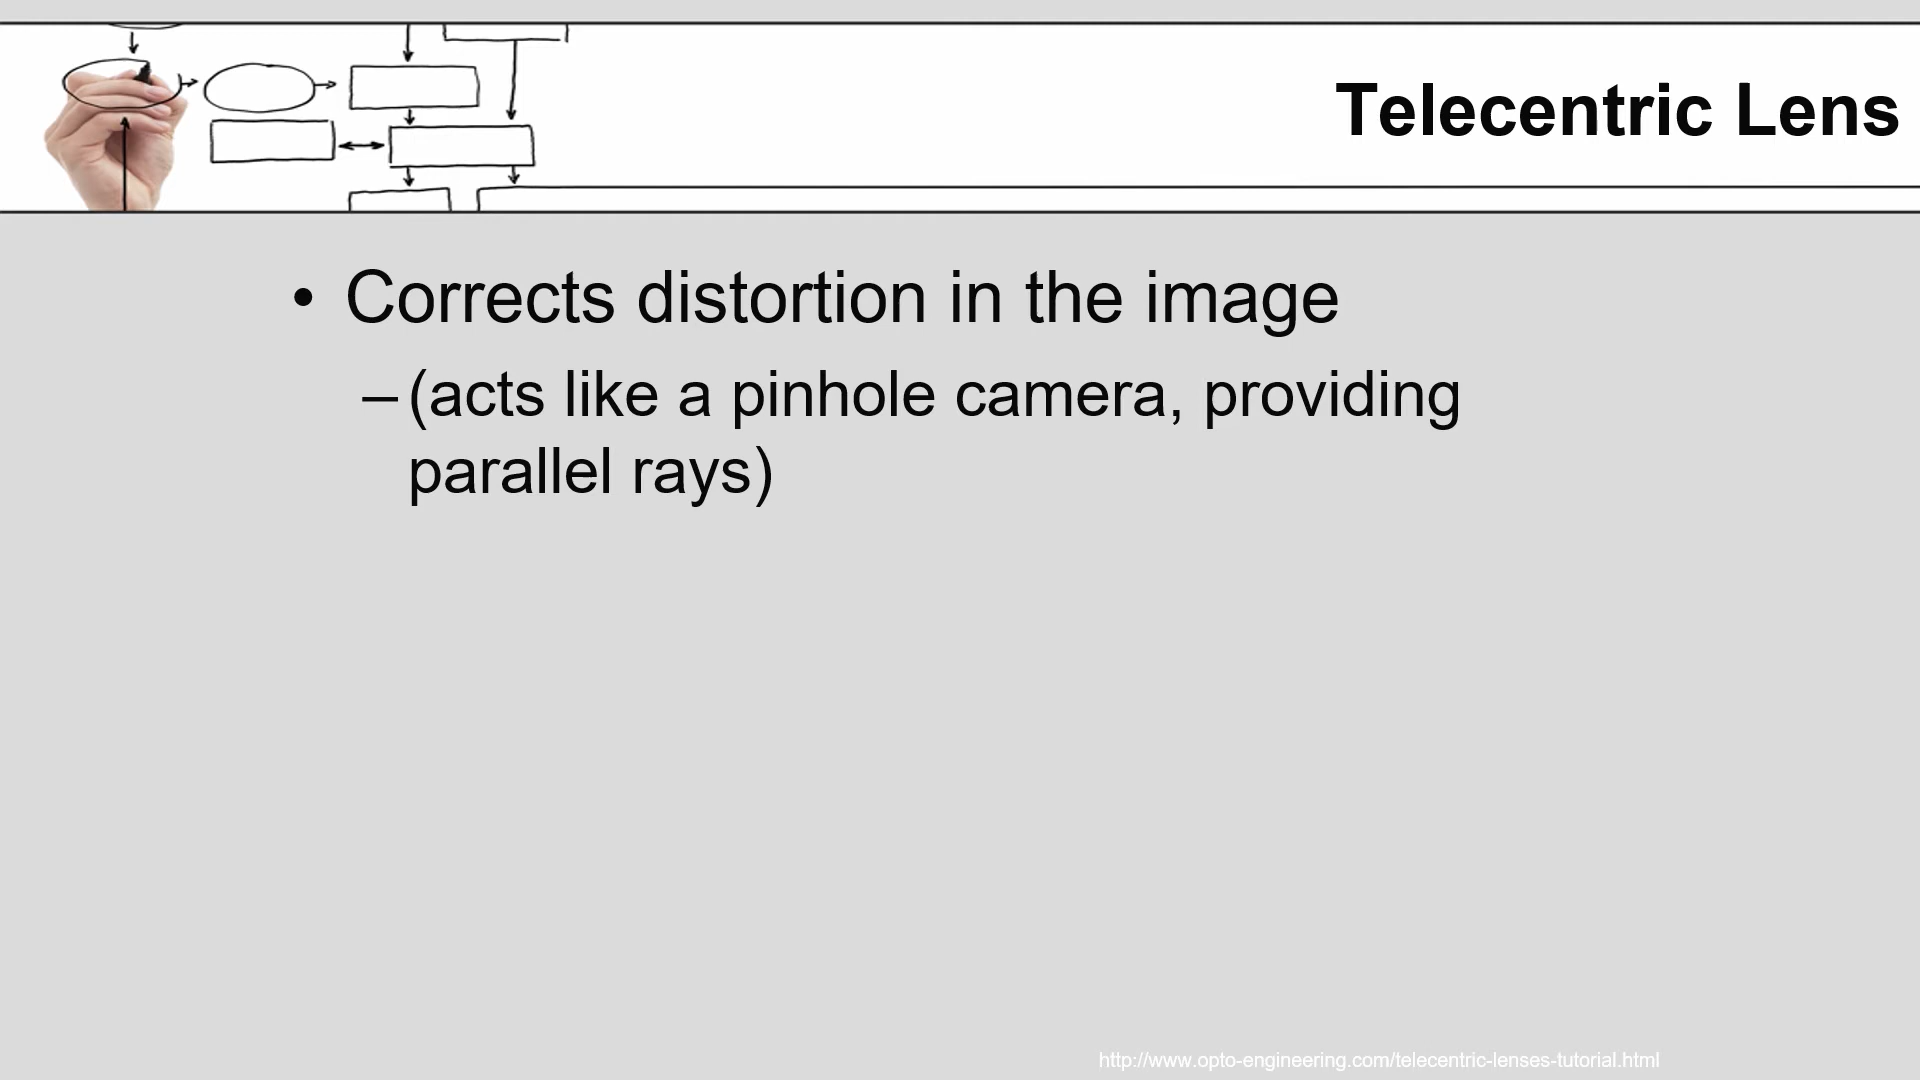 Telecentric Lens
• Corrects distortion in the image
– (acts like a pinhole camera, providing
parallel rays)
http://www.opto-engineering.com/telecentric-lenses-tutorial.html